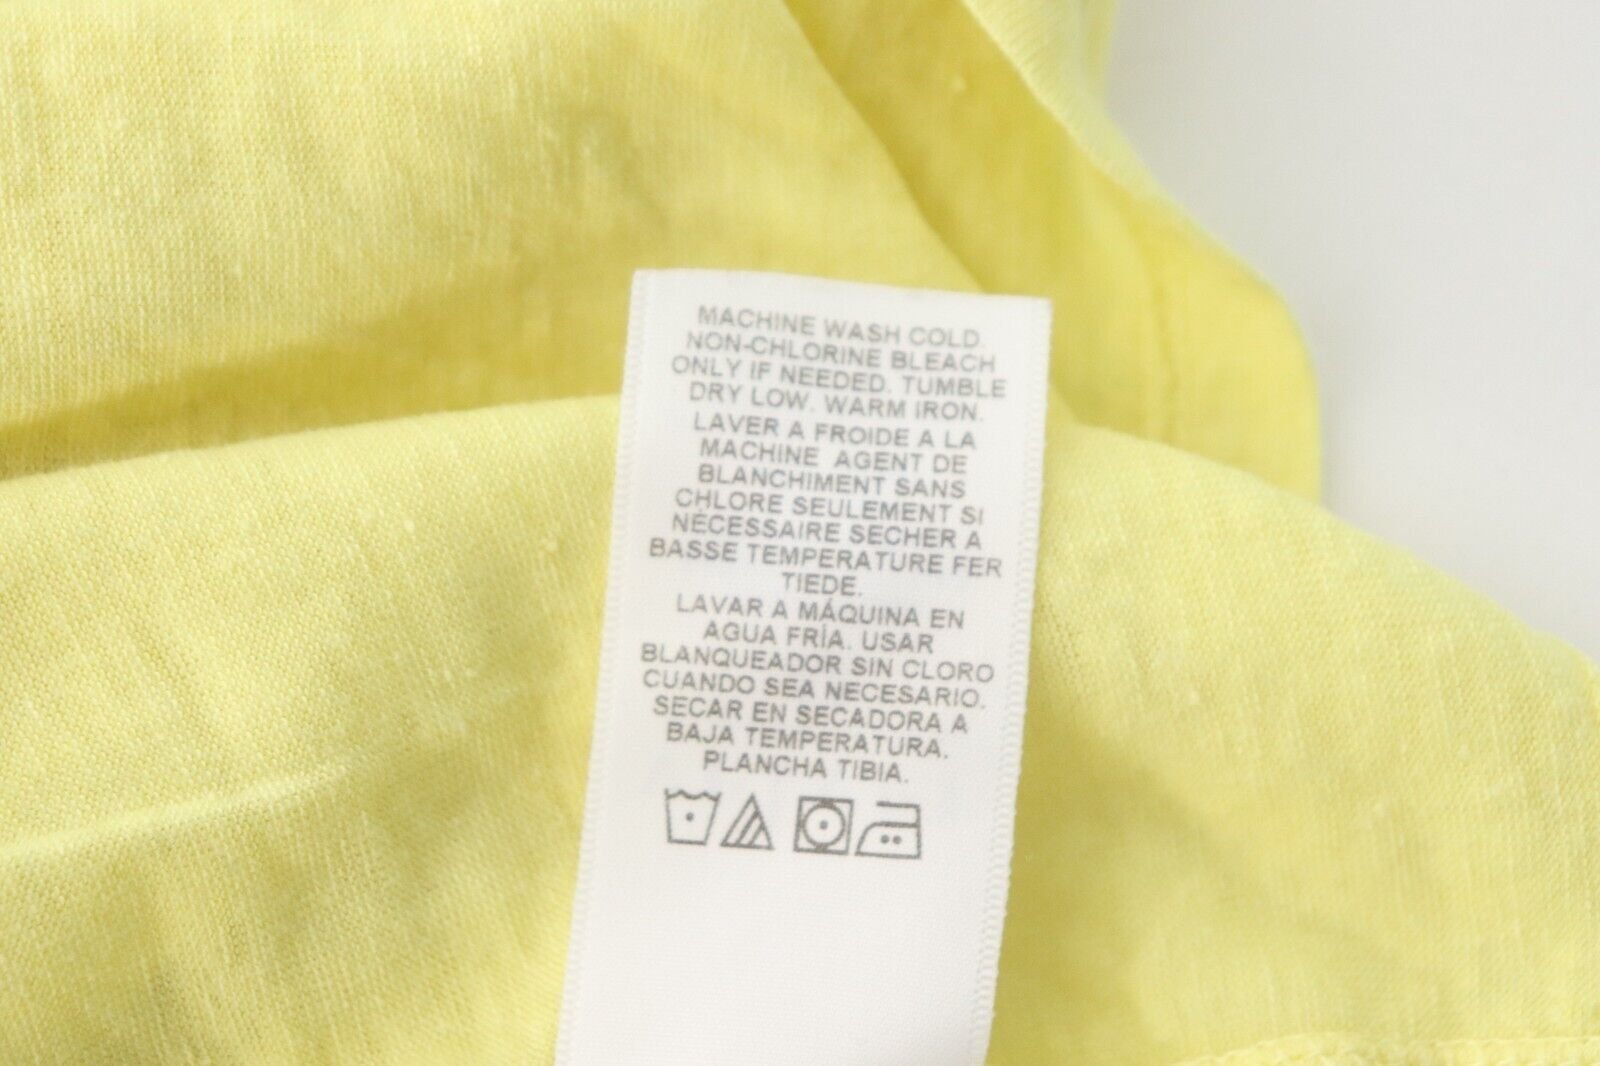 MACHINE WASH COLD.
NON-CHLORINE BLEACH
ONLY IF NEEDED. TUMBLE
DRY LOW. WARM IRON.
LAVER A FROIDE A LA
MACHINE AGENT DE
BLANCHIMENT SANS
CHLORE SEULEMENT SI
NÉCESSAIRE SECHER A
BASSE TEMPERATURE FER
TIEDE.
LAVAR A MÁQUINA EN
AGUA FRÍA. USAR
BLANQUEADOR SIN CLORO
CUANDO SEA NECESARIO.
SECAR EN SECADORA A
BAJA TEMPERATURA.
PLANCHA TIBIA.